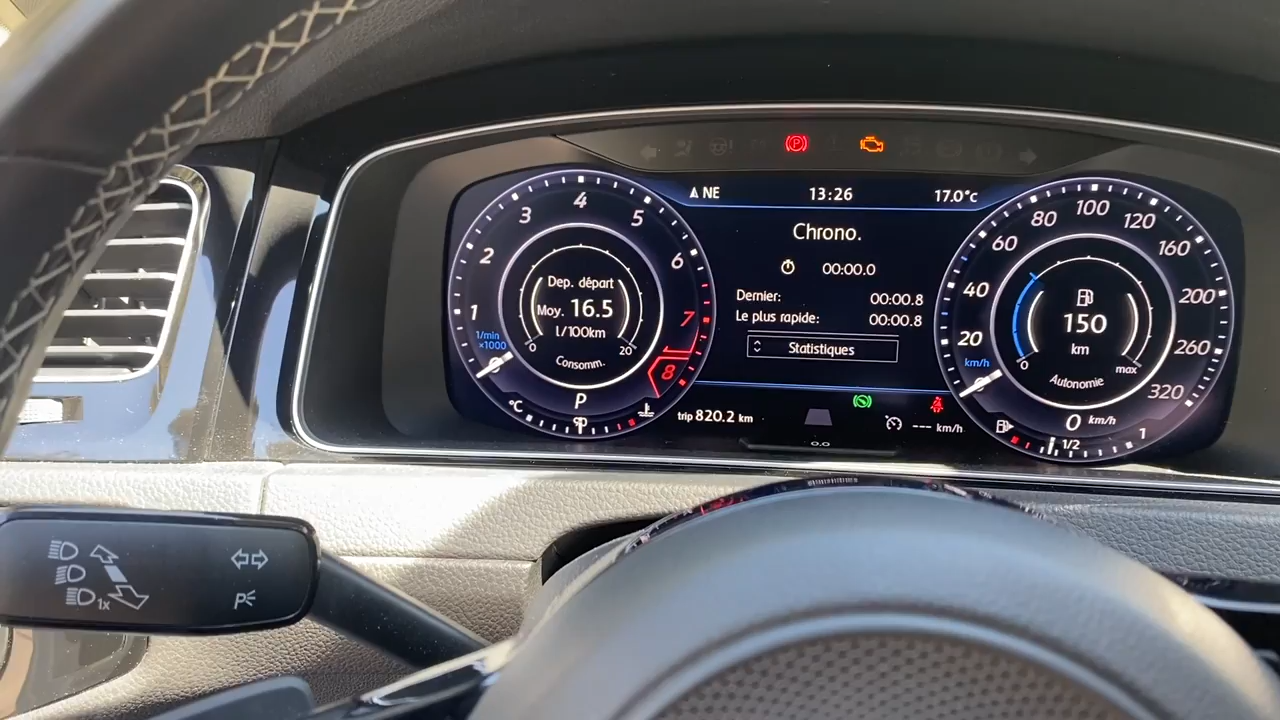 NE
13:26
17.0°C
Chrono.
00:00.0
Dernier: 00:00.8
Le plus rapide: 00:00.8
Statistiques
trip 820.2 km
0.0
--- km/h
1 2 3 4 5 6 7 8
1/min
×1000
Dep. départ
Moy. 16.5
l/100km
0 20
Consomm.
P
°C
0 20 40 60 80 100 120 160 200 260 320
km/h
150
km
0 max
Autonomie
0 km/h
1/2 1
P
1x
P